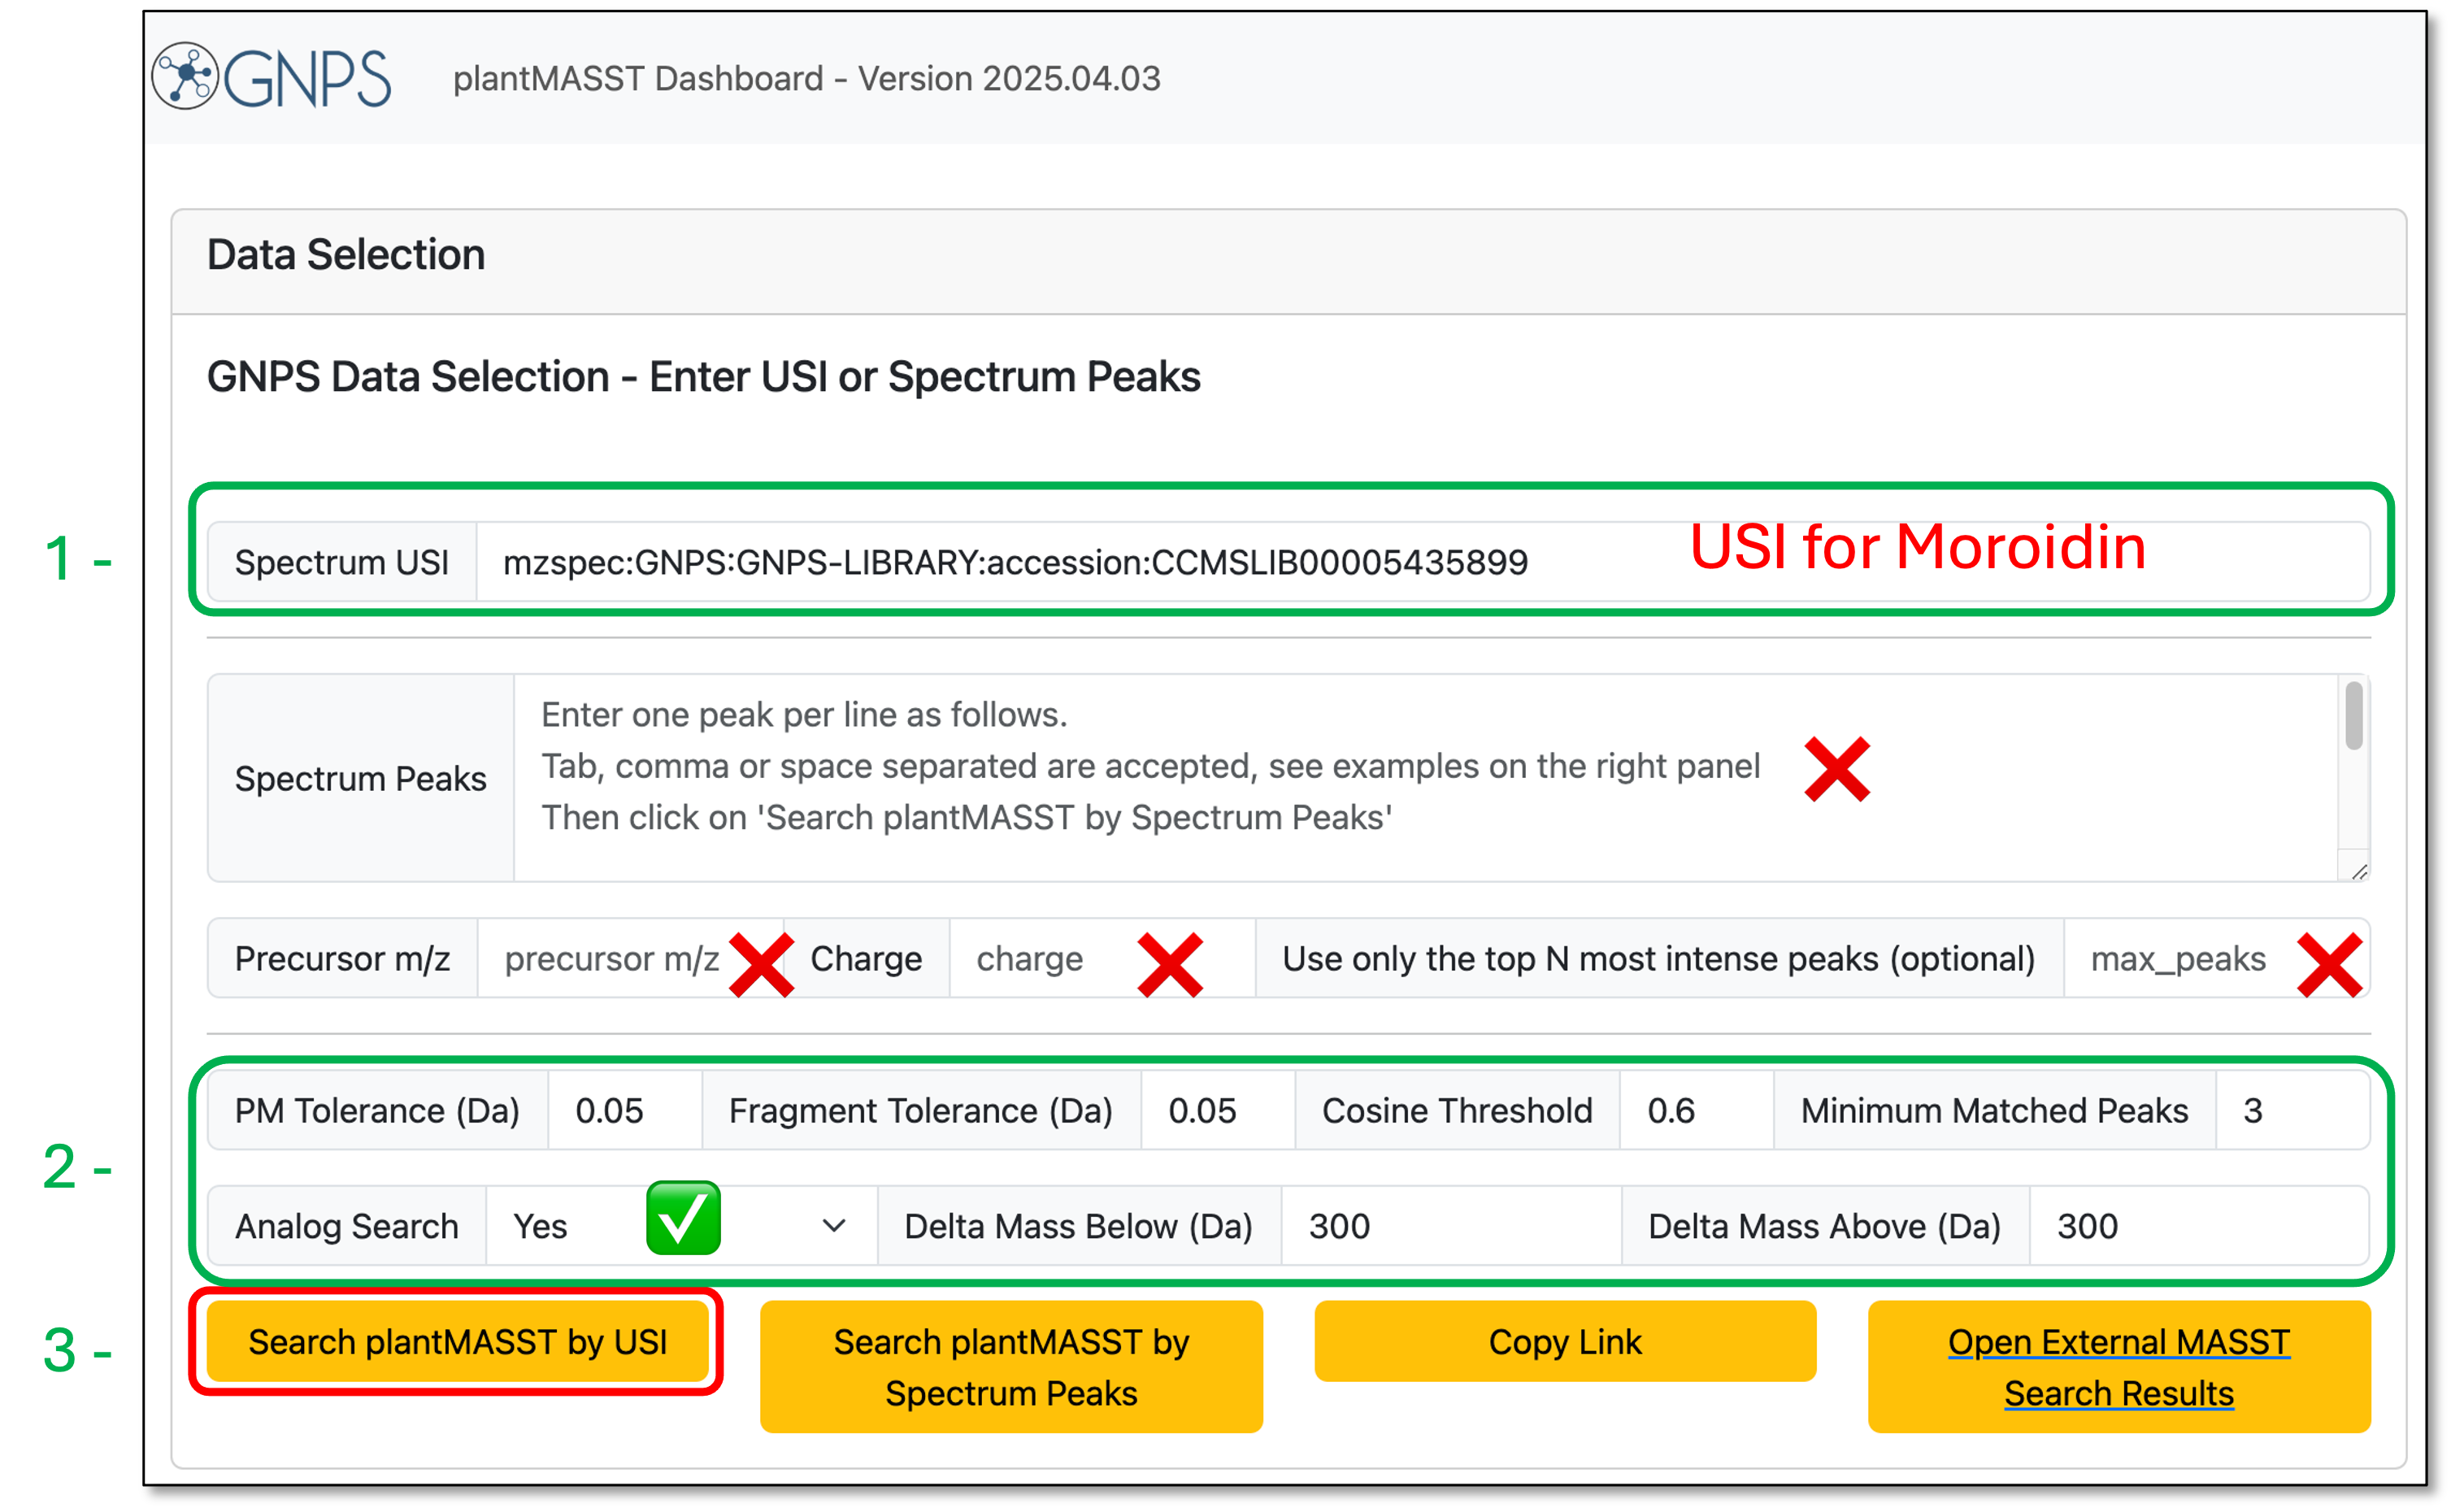 GNPS plantMASST Dashboard - Version 2025.04.03
Data Selection
GNPS Data Selection - Enter USI or Spectrum Peaks
1 - Spectrum USI mzspec:GNPS:GNPS-LIBRARY:accession:CCMSLIB00005435899 USI for Moroidin
Spectrum Peaks
Enter one peak per line as follows.
Tab, comma or space separated are accepted, see examples on the right panel
Then click on 'Search plantMASST by Spectrum Peaks'
Precursor m/z precursor m/z Charge charge Use only the top N most intense peaks (optional) max_peaks
2 -
PM Tolerance (Da) 0.05 Fragment Tolerance (Da) 0.05 Cosine Threshold 0.6 Minimum Matched Peaks 3
Analog Search Yes Delta Mass Below (Da) 300 Delta Mass Above (Da) 300
3 -
Search plantMASST by USI
Search plantMASST by
Spectrum Peaks
Copy Link
Open External MASST
Search Results